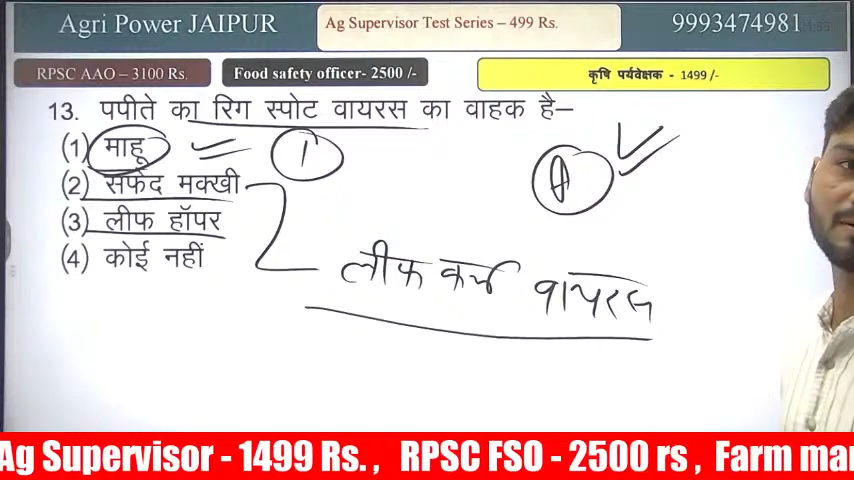 Agri Power JAIPUR
Ag Supervisor Test Series – 499 Rs.
9993474981
RPSC AAO – 3100 Rs.
Food safety officer- 2500 /-
कृषि पर्यवेक्षक - 1499 /-
13. पपीते का रिग स्पोट वायरस का वाहक है–
(1) माहू
1
A
(2) सफेद मक्खी
(3) लीफ हॉपर
(4) कोई नहीं
लीफ कर्ल वायरस
Ag Supervisor - 1499 Rs. , RPSC FSO - 2500 rs , Farm mar